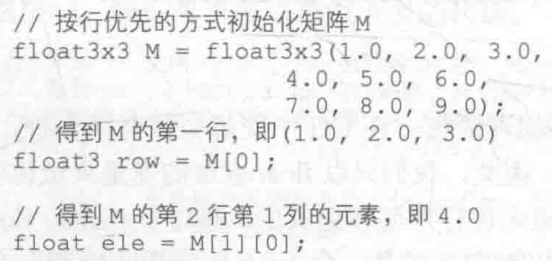 // 按行优先的方式初始化矩阵M
float3x3 M = float3x3(1.0, 2.0, 3.0,
4.0, 5.0, 6.0,
7.0, 8.0, 9.0);
// 得到M的第一行，即(1.0, 2.0, 3.0)
float3 row = M[0];
// 得到M的第2行第1列的元素，即4.0
float ele = M[1][0];